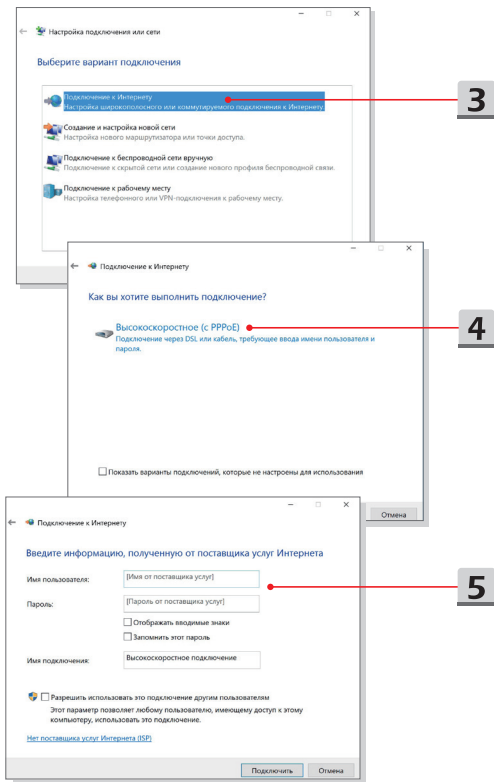 Настройка подключения или сети
Выберите вариант подключения
Подключение к Интернету
Настройка широкополосного или коммутируемого подключения к Интернету.
3
Создание и настройка новой сети
Настройка нового маршрутизатора или точки доступа.
Подключение к беспроводной сети вручную
Подключение к скрытой сети или создание нового профиля беспроводной связи.
Подключение к рабочему месту
Настройка телефонного или VPN-подключения к рабочему месту.
Подключение к Интернету
Как вы хотите выполнить подключение?
Высокоскоростное (с PPPoE)
4
Подключение через DSL или кабель, требующее ввода имени пользователя и
пароля.
Показать варианты подключений, которые не настроены для использования
Отмена
Подключение к Интернету
Введите информацию, полученную от поставщика услуг Интернета
Имя пользователя:
[Имя от поставщика услуг]
5
Пароль:
[Пароль от поставщика услуг]
Отображать вводимые знаки
Запомнить этот пароль
Имя подключения:
Высокоскоростное подключение
Разрешить использовать это подключение другим пользователям
Этот параметр позволяет любому пользователю, имеющему доступ к этому
компьютеру, использовать это подключение.
Нет поставщика услуг Интернета (ISP)
Подключить
Отмена